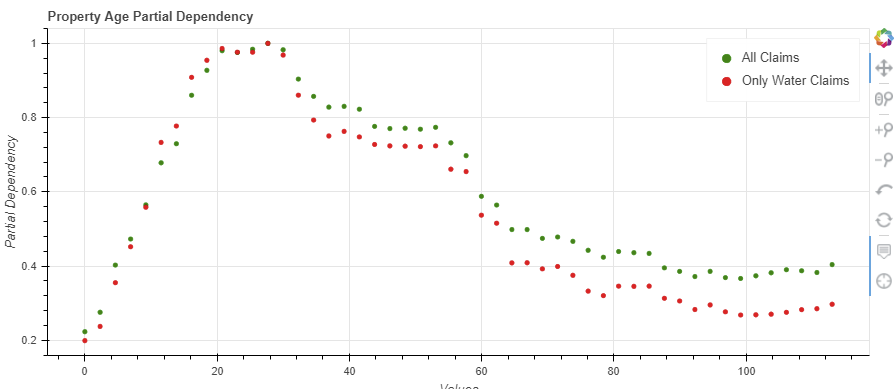 Property Age Partial Dependency
All Claims
Only Water Claims
Partial Dependency
1
0.8
0.6
0.4
0.2
0 20 40 60 80 100
Values